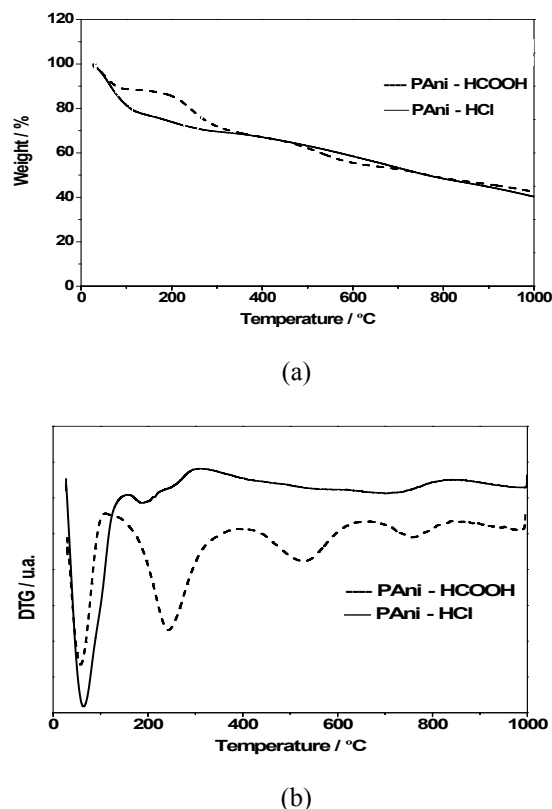 120
100
80
60
40
20
0
Weight / %
PAni - HCOOH
PAni - HCl
0 200 400 600 800 1000
Temperature / °C
(a)
DTG / u.a.
PAni - HCOOH
PAni - HCl
0 200 400 600 800 1000
Temperature / °C
(b)